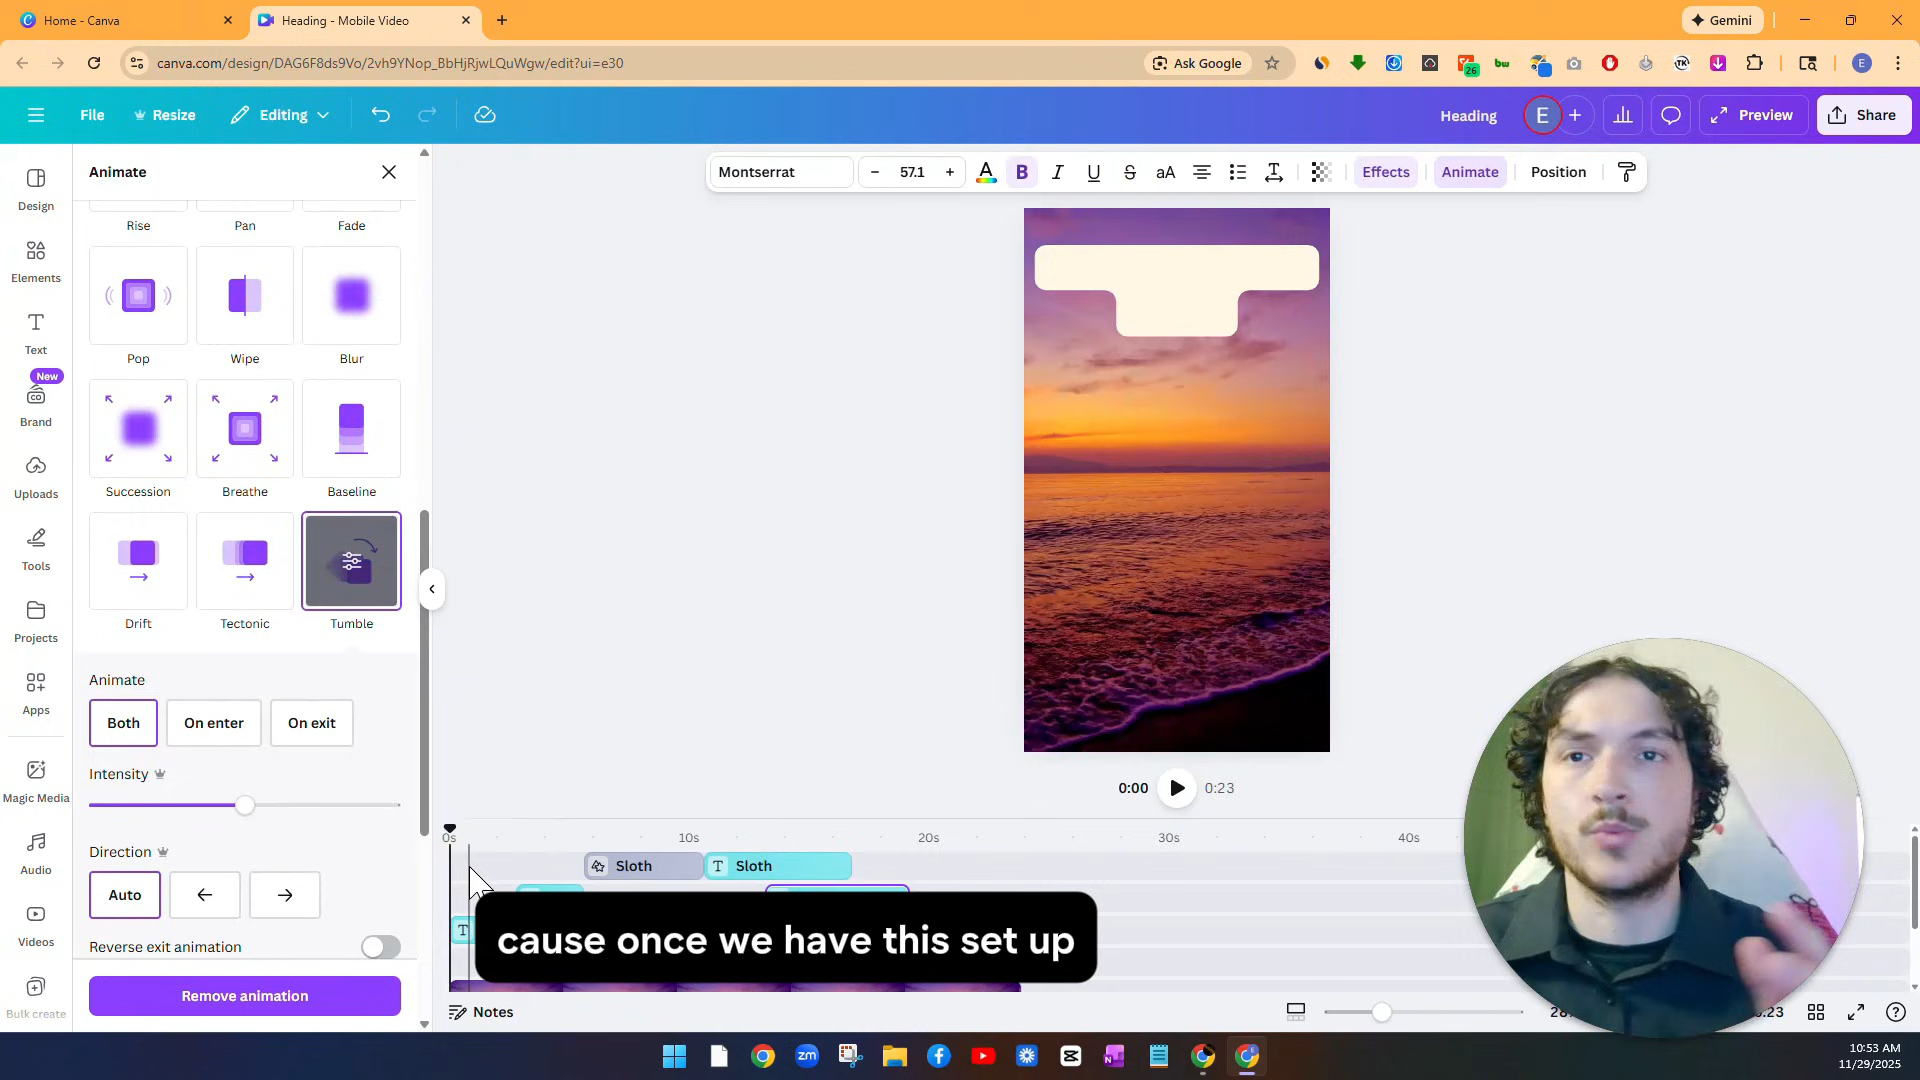 Home - Canva
Heading - Mobile Video
Gemini
canva.com/design/DAG6F8ds9Vo/2vh9YNop_BbHjRjwLQuWgw/edit?ui=e30
Ask Google
26
bw
E
File
Resize
Editing
Heading
E
Preview
Share
Design
Elements
Text
New
Brand
Uploads
Tools
Projects
Apps
Magic Media
Audio
Videos
Bulk create
Animate
Rise
Pan
Fade
Pop
Wipe
Blur
Succession
Breathe
Baseline
Drift
Tectonic
Tumble
Animate
Both
On enter
On exit
Intensity
Direction
Auto
Reverse exit animation
Remove animation
Montserrat
57.1
A
B
I
U
S
aA
Effects
Animate
Position
0:00
0:23
0s
10s
20s
30s
40s
Sloth
T Sloth
T
cause once we have this set up
Notes
10:53 AM
11/29/2025